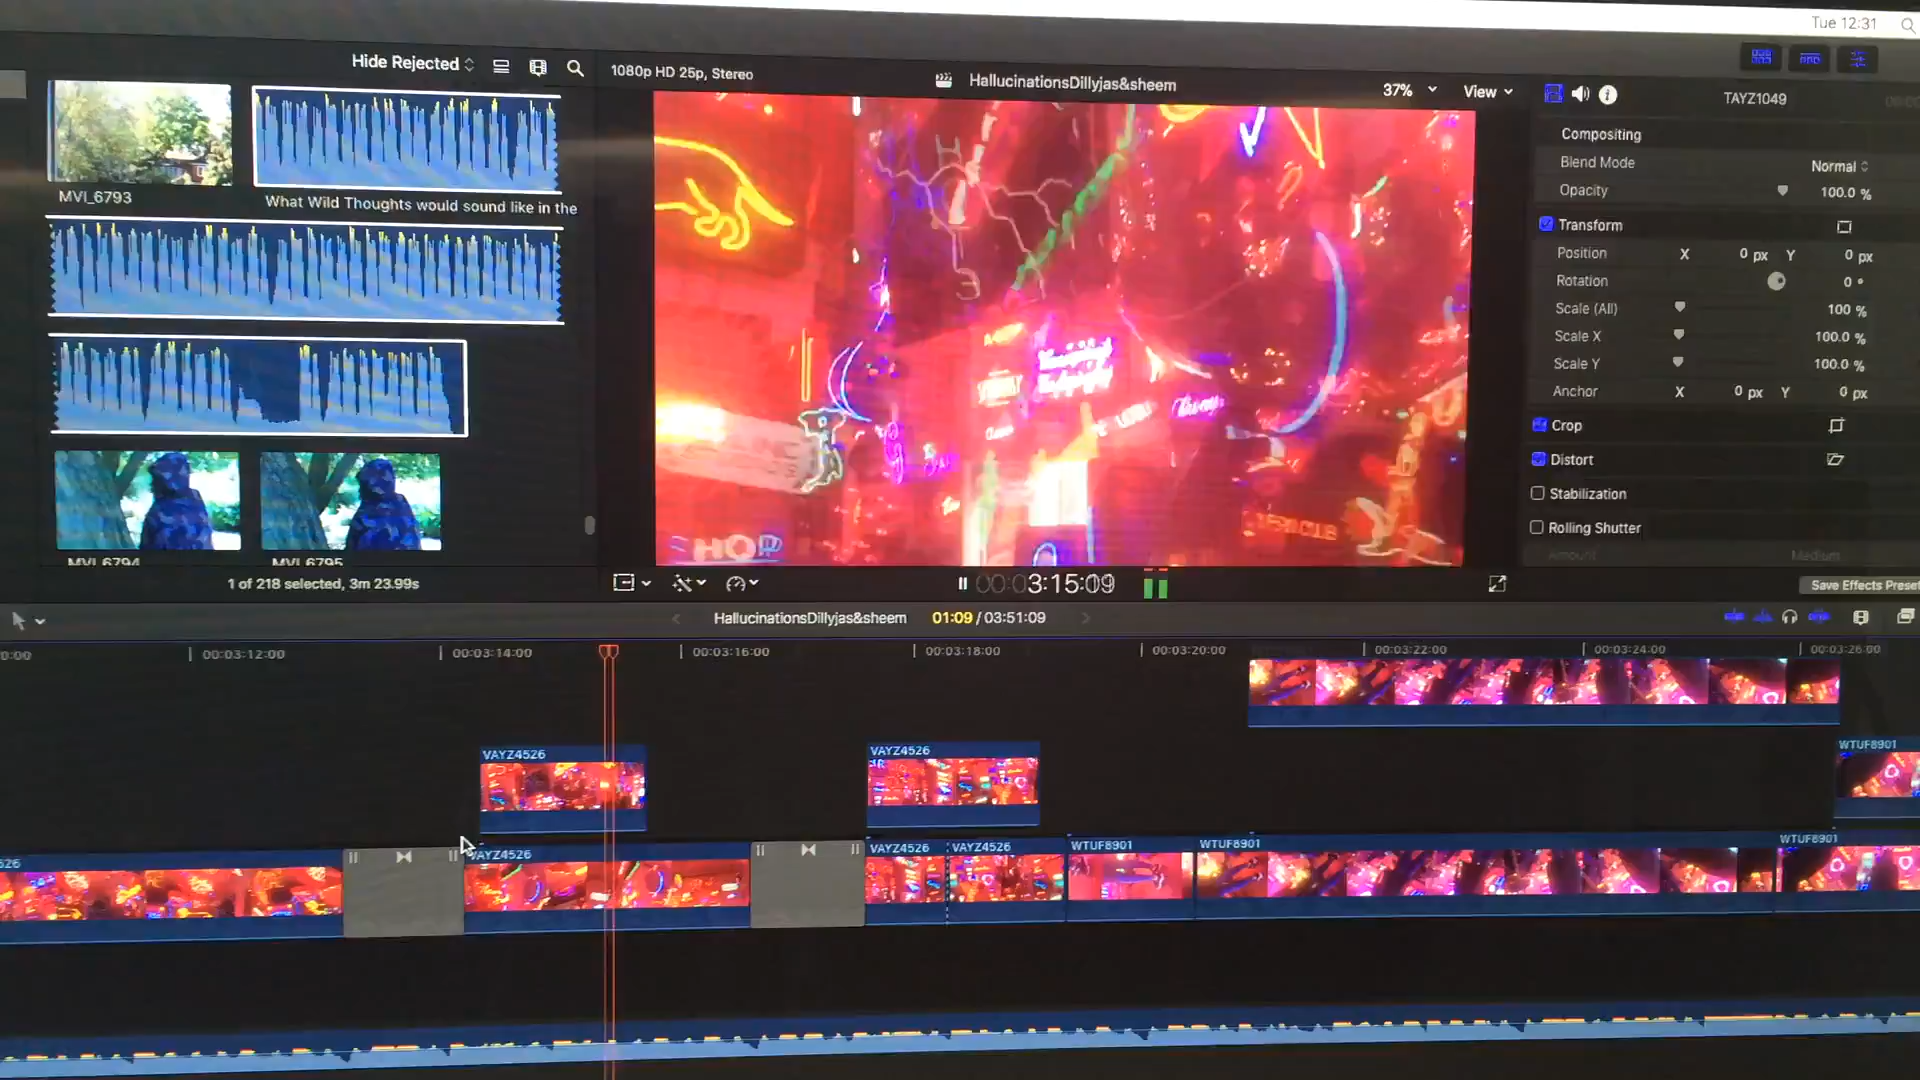 Tue 12:31
Hide Rejected
1080p HD 25p, Stereo
HallucinationsDillyjas&sheem
37%
View
TAYZ1049
MVI_6793
What Wild Thoughts would sound like in the
Compositing
Blend Mode
Normal
Opacity
100.0 %
Transform
Position X 0 px Y 0 px
Rotation 0 °
Scale (All) 100 %
Scale X 100.0 %
Scale Y 100.0 %
Anchor X 0 px Y 0 px
Crop
Distort
Stabilization
Rolling Shutter
Amount Medium
SHOP
MVI_6794
MVI_6795
1 of 218 selected, 3m 23.99s
00:03:15:09
Save Effects Preset
HallucinationsDillyjas&sheem
01:09 / 03:51:09
0:00
00:03:12:00
00:03:14:00
00:03:16:00
00:03:18:00
00:03:20:00
00:03:22:00
00:03:24:00
00:03:26:00
VAYZ4526
VAYZ4526
WTUF8901
526
VAYZ4526
VAYZ4526
VAYZ4526
WTUF8901
WTUF8901
WTUF8901